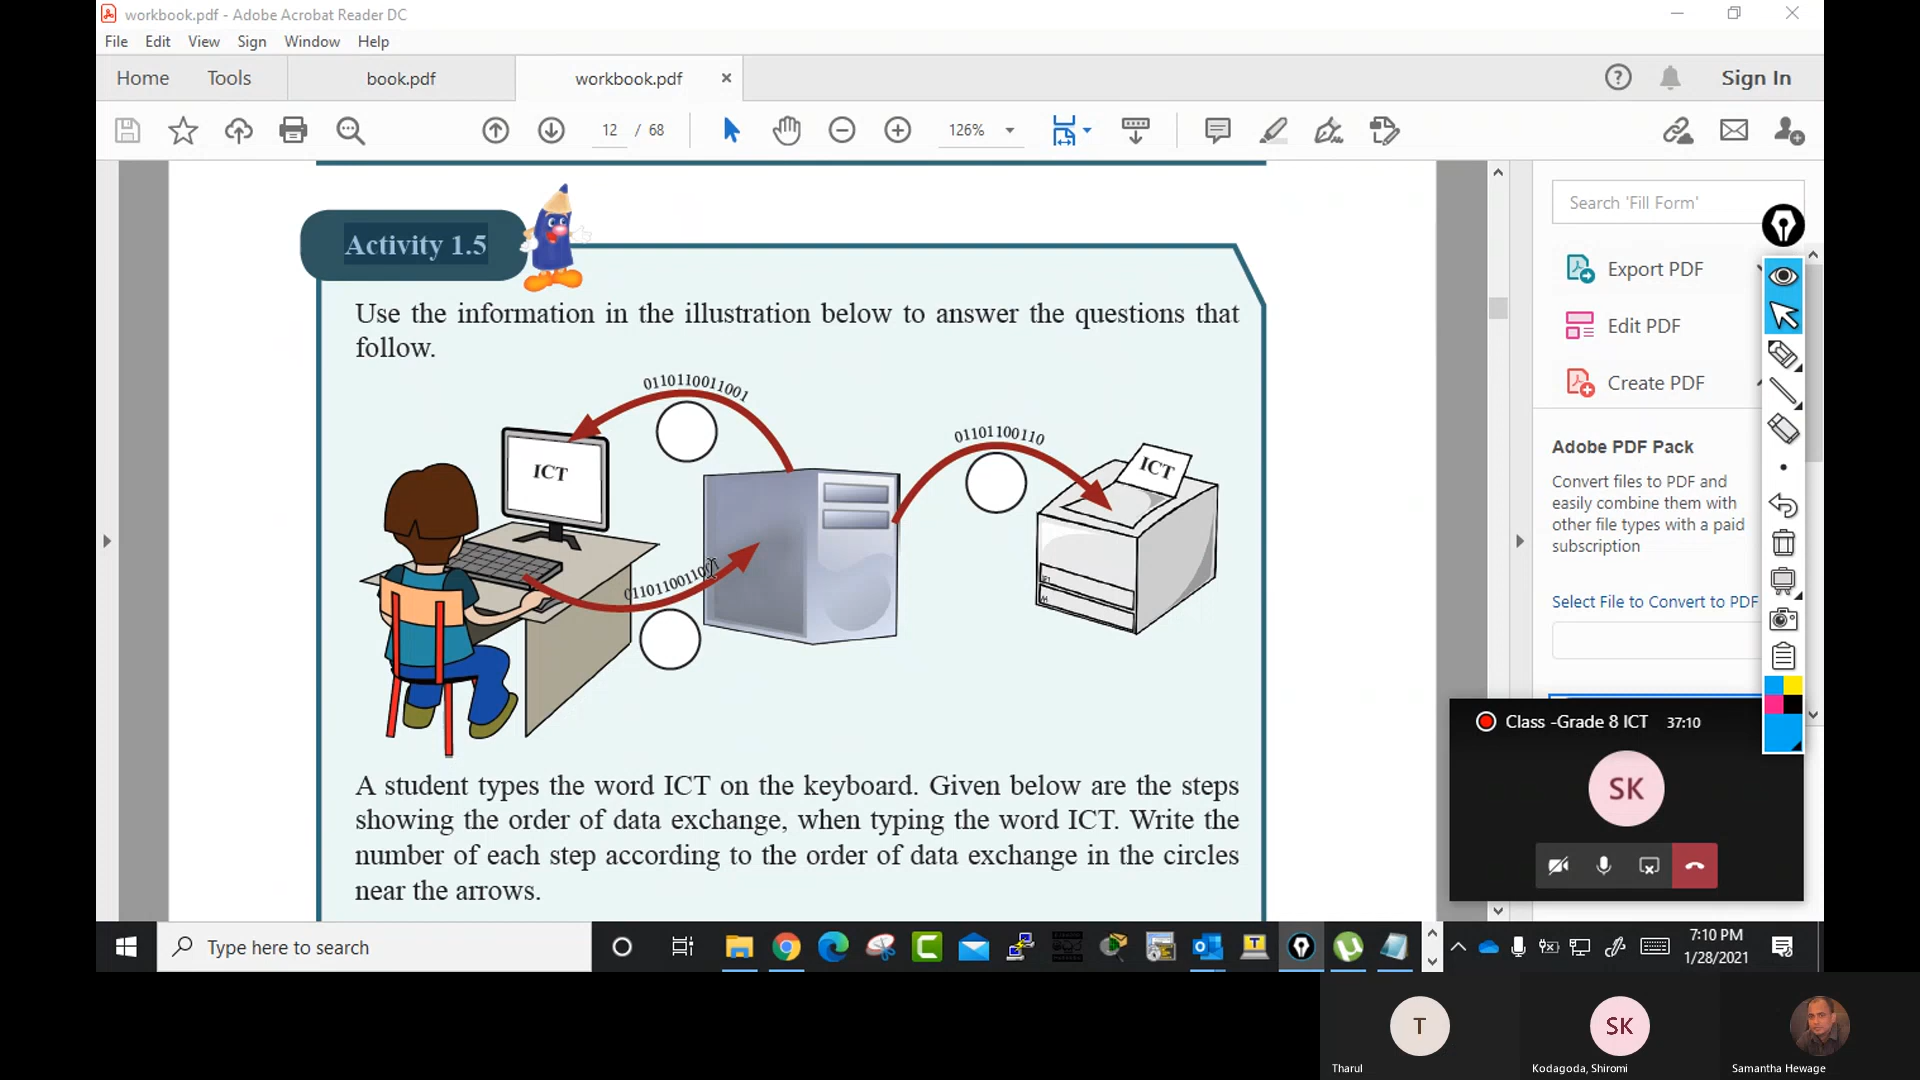 workbook.pdf - Adobe Acrobat Reader DC
File Edit View Sign Window Help
Home Tools book.pdf workbook.pdf × Sign In
12 / 68 126%
Activity 1.5
Use the information in the illustration below to answer the questions that
follow.
0110110011001
01101100110
ICT
ICT
0110110011001
A student types the word ICT on the keyboard. Given below are the steps
showing the order of data exchange, when typing the word ICT. Write the
number of each step according to the order of data exchange in the circles
near the arrows.
Search 'Fill Form'
Export PDF
Edit PDF
Create PDF
Adobe PDF Pack
Convert files to PDF and
easily combine them with
other file types with a paid
subscription
Select File to Convert to PDF
Class -Grade 8 ICT 37:10
SK
Type here to search
7:10 PM
1/28/2021
T
SK
Tharul
Kodagoda, Shiromi
Samantha Hewage